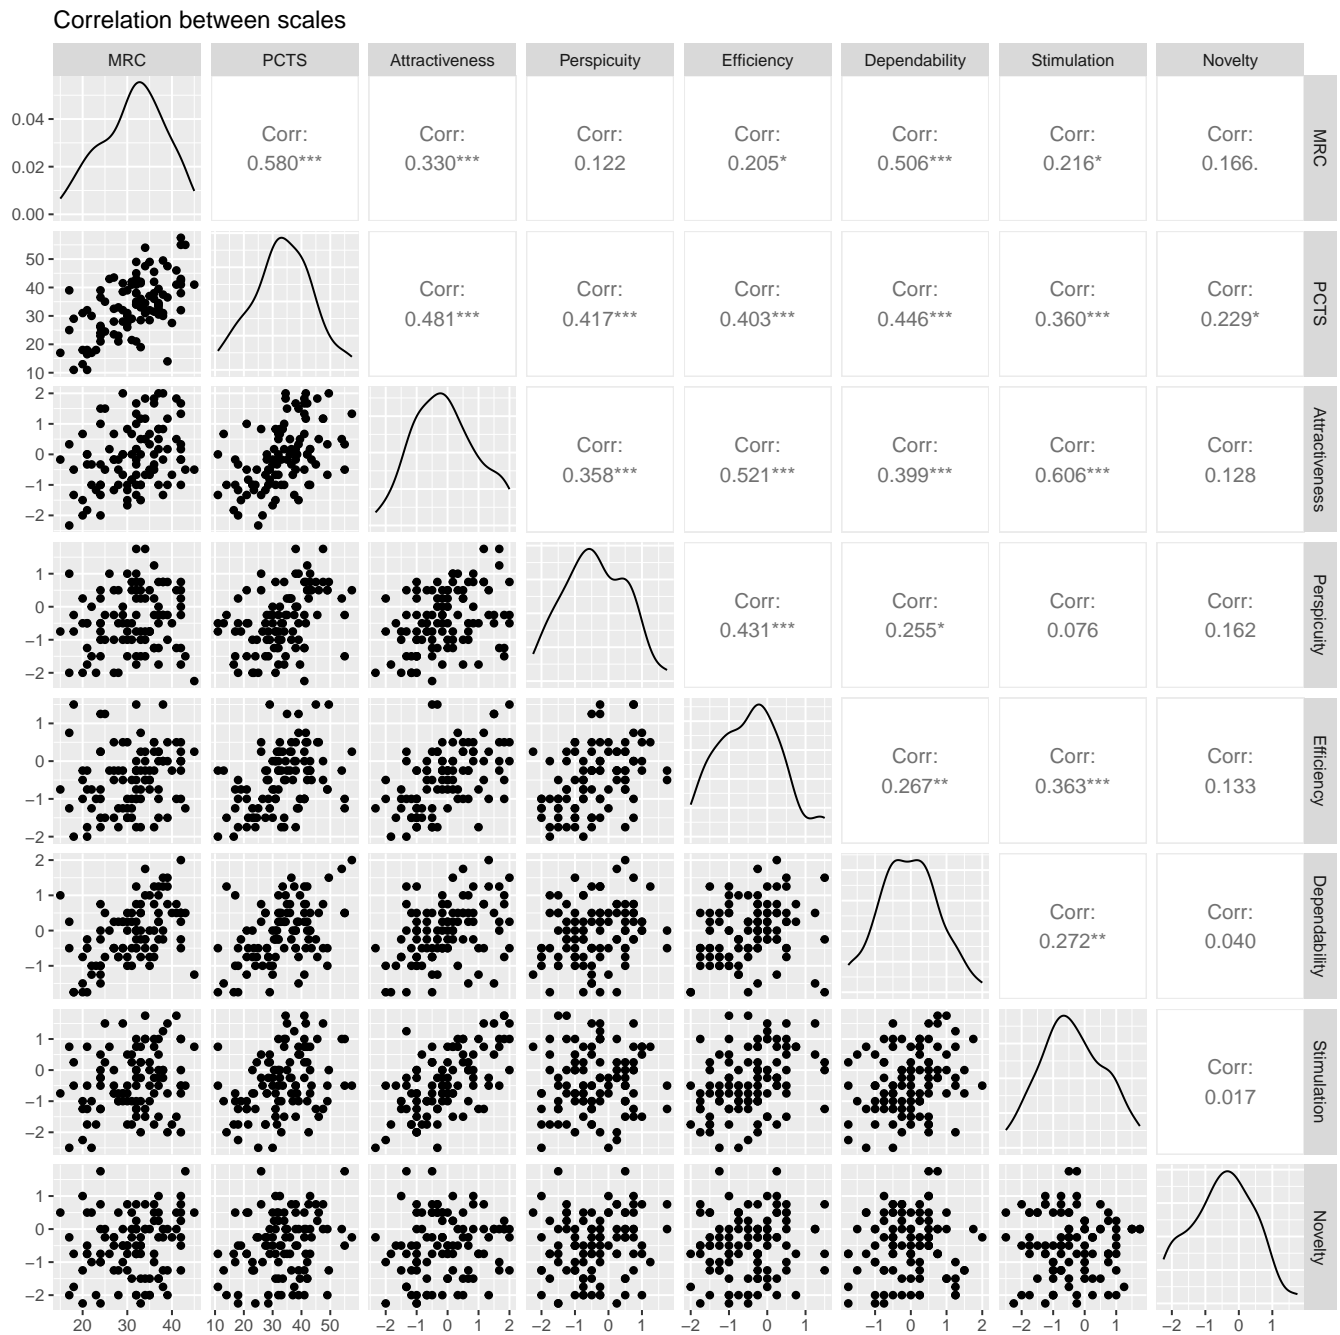 Correlation between scales
MRC PCTS Attractiveness Perspicuity Efficiency Dependability Stimulation Novelty
0.04
0.02
0.00
Corr: Corr: Corr: Corr: Corr: Corr: Corr:
0.580*** 0.330*** 0.122 0.205* 0.506*** 0.216* 0.166.
MRC
50
40
30
20
10
Corr: Corr: Corr: Corr: Corr: Corr:
0.481*** 0.417*** 0.403*** 0.446*** 0.360*** 0.229*
PCTS
2
1
0
−1
−2
Corr: Corr: Corr: Corr: Corr:
0.358*** 0.521*** 0.399*** 0.606*** 0.128
Attractiveness
1
0
−1
−2
Corr: Corr: Corr: Corr:
0.431*** 0.255* 0.076 0.162
Perspicuity
1
0
−1
−2
Corr: Corr: Corr:
0.267** 0.363*** 0.133
Efficiency
2
1
0
−1
Corr: Corr:
0.272** 0.040
Dependability
1
0
−1
−2
Corr:
0.017
Stimulation
1
0
−1
−2
Novelty
20 30 40 10 20 30 40 50 −2 −1 0 1 2 −2 −1 0 1 −2 −1 0 1 −1 0 1 2 −2 −1 0 1 −2 −1 0 1